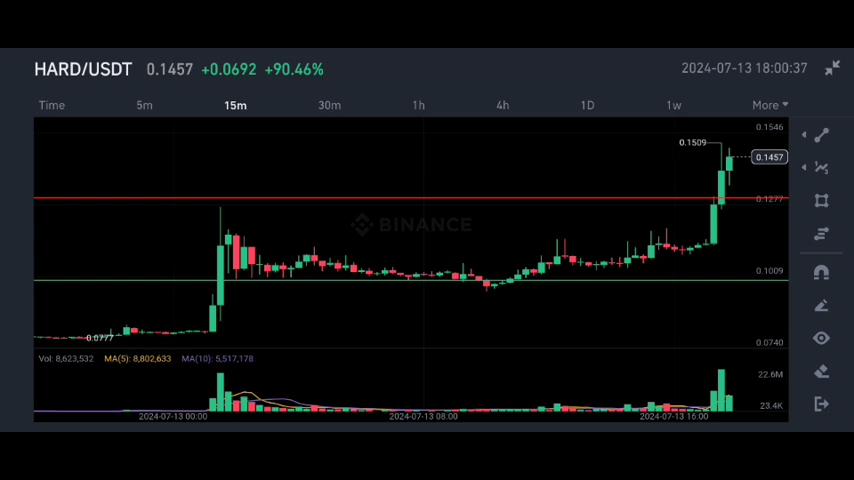 HARD/USDT 0.1457 +0.0692 +90.46% 2024-07-13 18:00:37
Time 5m 15m 30m 1h 4h 1D 1w More
0.1546
0.1509
0.1457
0.1277
BINANCE
0.1009
0.0777
0.0740
Vol: 8,623,532 MA(5): 8,802,633 MA(10): 5,517,178
22.6M
23.4K
2024-07-13 00:00 2024-07-13 08:00 2024-07-13 16:00